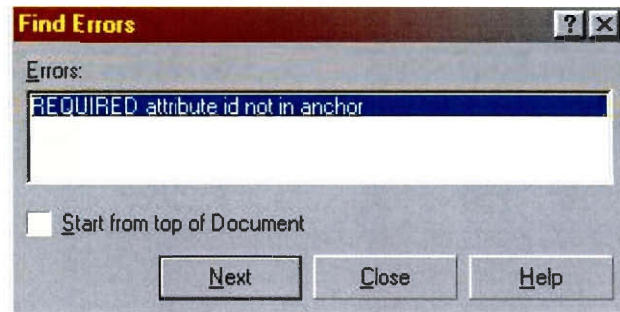 Find Errors
Errors:
REQUIRED attribute id not in anchor
Start from top of Document
Next Close Help